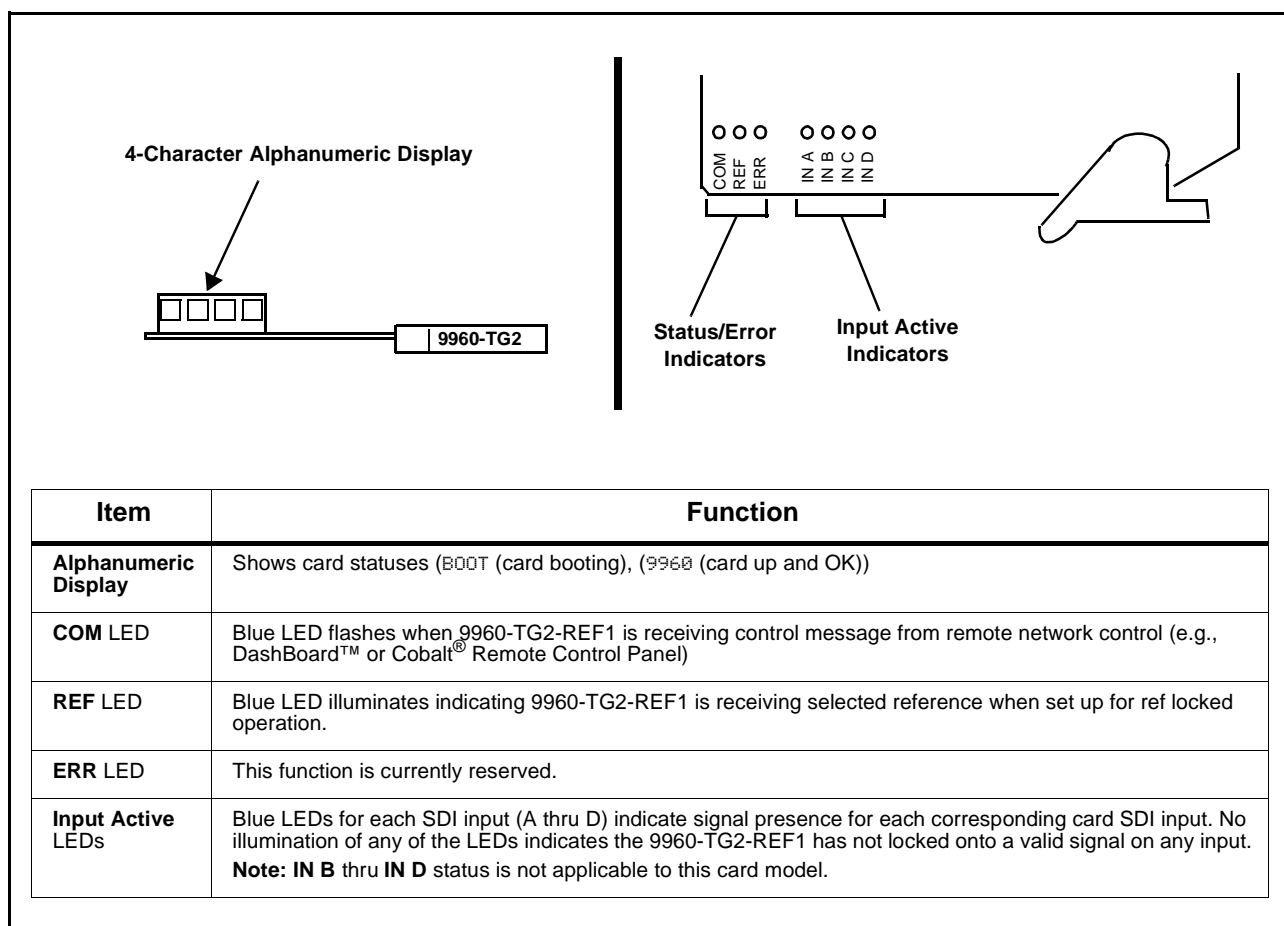 4-Character Alphanumeric Display
9960-TG2
COM
REF
ERR
IN A
IN B
IN C
IN D
Status/Error
Indicators
Input Active
Indicators
Item
Function
Alphanumeric
Display
Shows card statuses (BOOT (card booting), (9960 (card up and OK))
COM LED
Blue LED flashes when 9960-TG2-REF1 is receiving control message from remote network control (e.g.,
DashBoard™ or Cobalt® Remote Control Panel)
REF LED
Blue LED illuminates indicating 9960-TG2-REF1 is receiving selected reference when set up for ref locked
operation.
ERR LED
This function is currently reserved.
Input Active
LEDs
Blue LEDs for each SDI input (A thru D) indicate signal presence for each corresponding card SDI input. No
illumination of any of the LEDs indicates the 9960-TG2-REF1 has not locked onto a valid signal on any input.
Note: IN B thru IN D status is not applicable to this card model.